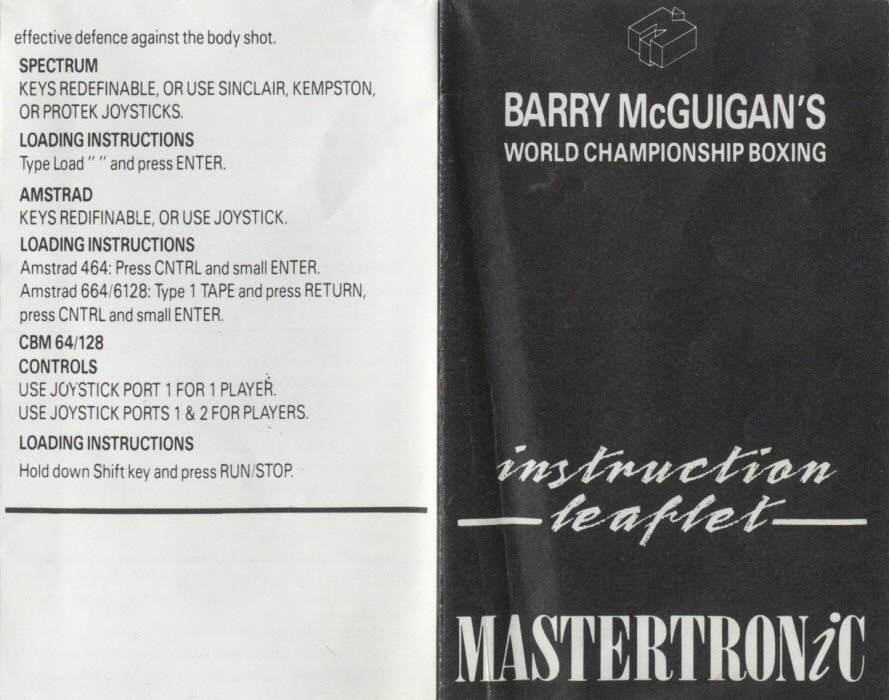 effective defence against the body shot.
SPECTRUM
KEYS REDEFINABLE, OR USE SINCLAIR, KEMPSTON,
OR PROTEK JOYSTICKS.
LOADING INSTRUCTIONS
Type Load " " and press ENTER.
AMSTRAD
KEYS REDIFINABLE, OR USE JOYSTICK.
LOADING INSTRUCTIONS
Amstrad 464: Press CNTRL and small ENTER.
Amstrad 664/6128: Type 1 TAPE and press RETURN,
press CNTRL and small ENTER.
CBM 64/128
CONTROLS
USE JOYSTICK PORT 1 FOR 1 PLAYER.
USE JOYSTICK PORTS 1 & 2 FOR PLAYERS.
LOADING INSTRUCTIONS
Hold down Shift key and press RUN/STOP.
BARRY McGUIGAN'S
WORLD CHAMPIONSHIP BOXING
instruction
leaflet
MASTERTRONiC